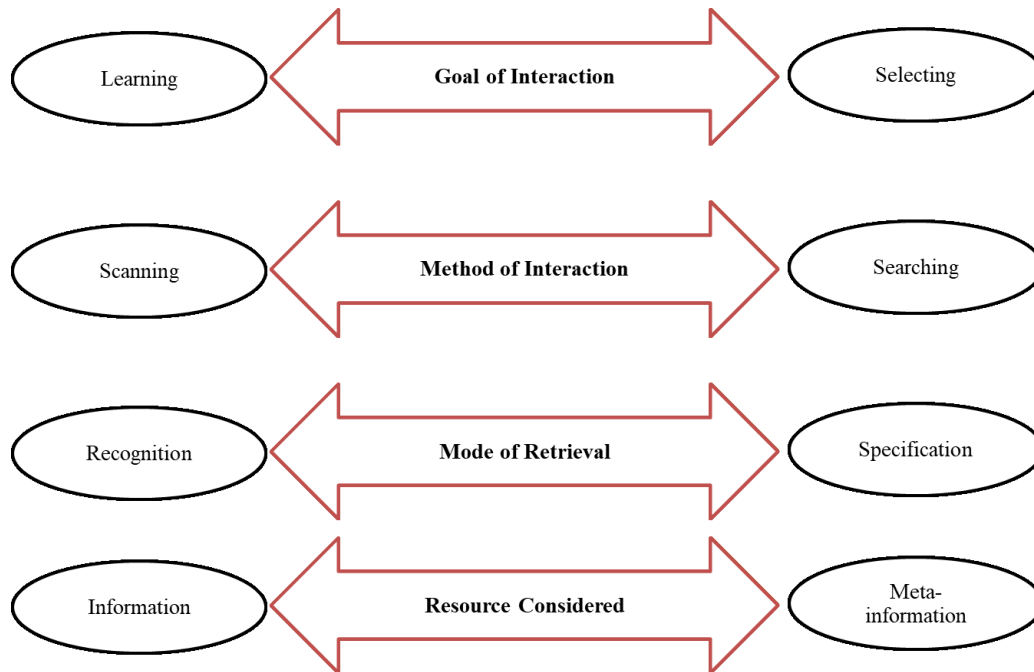 Learning
Goal of Interaction
Selecting
Scanning
Method of Interaction
Searching
Recognition
Mode of Retrieval
Specification
Information
Resource Considered
Meta-
information